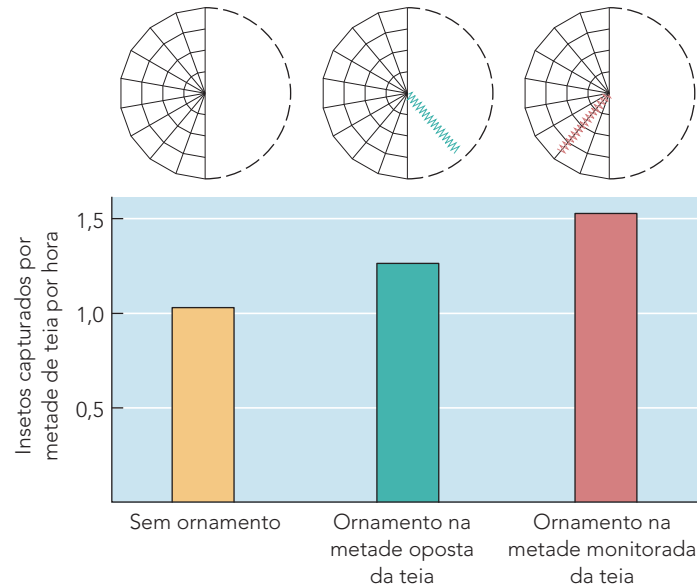 Insetos capturados por
metade de teia por hora
1,5
1,0
0,5
Sem ornamento
Ornamento na
metade oposta
da teia
Ornamento na
metade monitorada
da teia